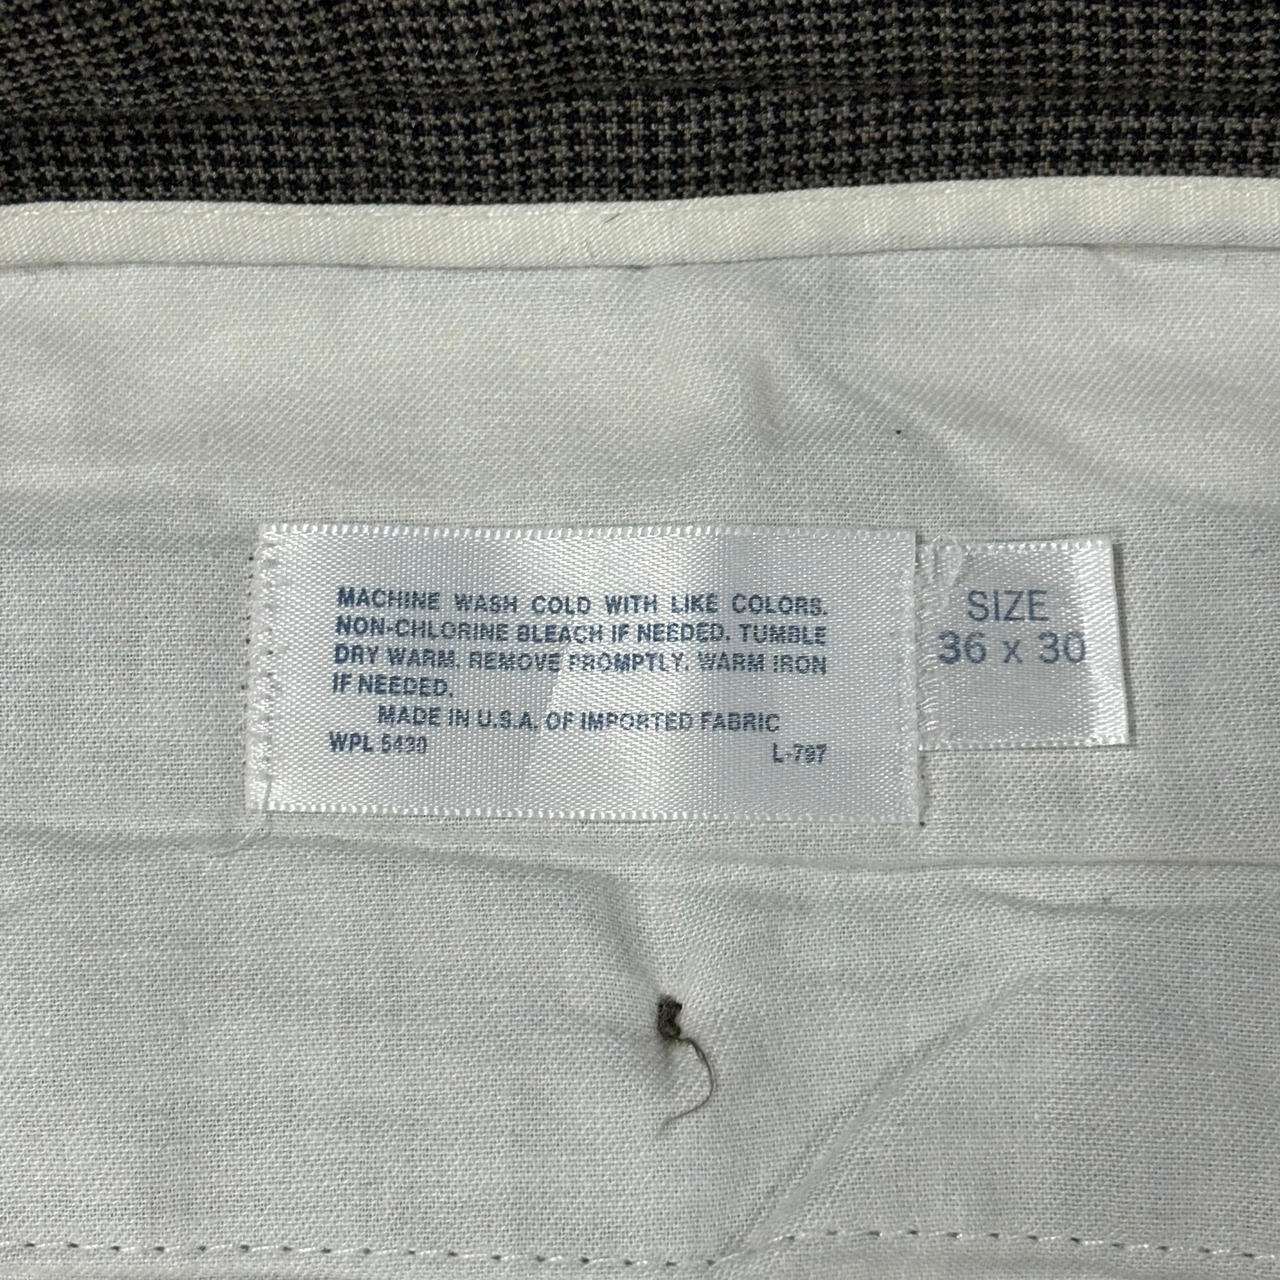 MACHINE WASH COLD WITH LIKE COLORS.
NON-CHLORINE BLEACH IF NEEDED. TUMBLE
DRY WARM. REMOVE PROMPTLY. WARM IRON
IF NEEDED.
MADE IN U.S.A. OF IMPORTED FABRIC
WPL 5430
L-797
SIZE
36 x 30